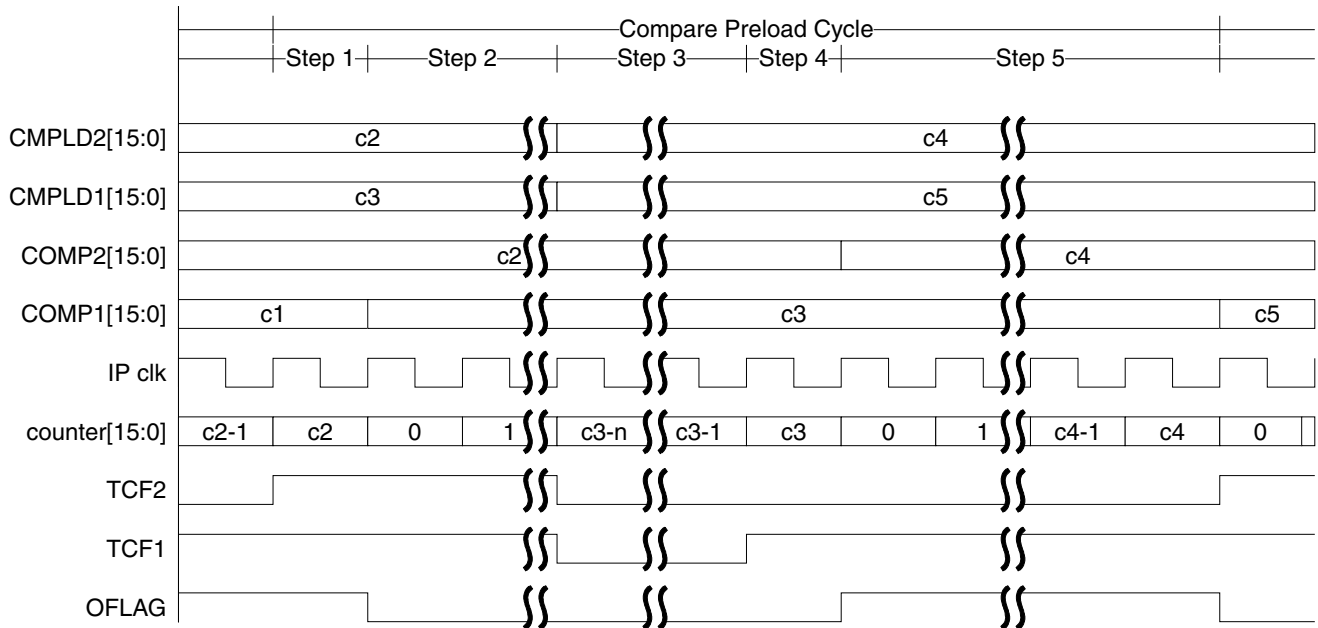 Compare Preload Cycle
Step 1 Step 2 Step 3 Step 4 Step 5
CMPLD2[15:0] c2 c4
CMPLD1[15:0] c3 c5
COMP2[15:0] c2 c4
COMP1[15:0] c1 c3 c5
IP clk
counter[15:0] c2-1 c2 0 1 c3-n c3-1 c3 0 1 c4-1 c4 0
TCF2
TCF1
OFLAG